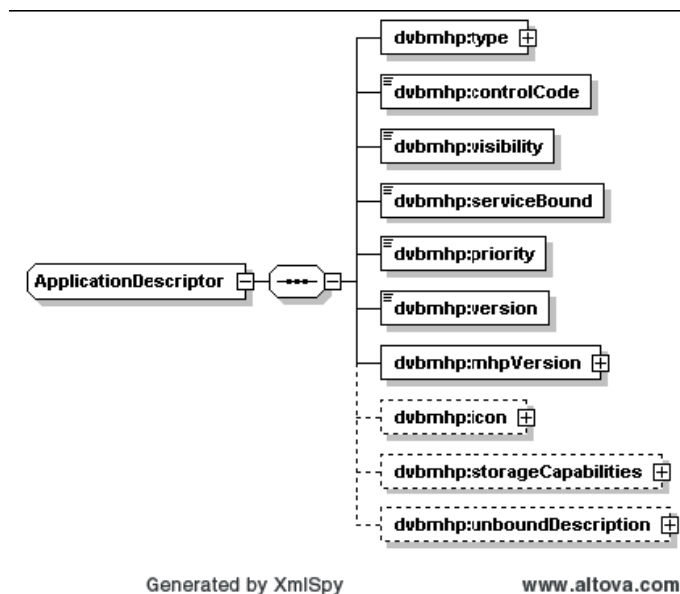 dvbmhp:type
dvbmhp:controlCode
dvbmhp:visibility
dvbmhp:serviceBound
dvbmhp:priority
ApplicationDescriptor
dvbmhp:version
dvbmhp:mhpVersion
dvbmhp:icon
dvbmhp:storageCapabilities
dvbmhp:unboundDescription
Generated by XmlSpy www.altova.com